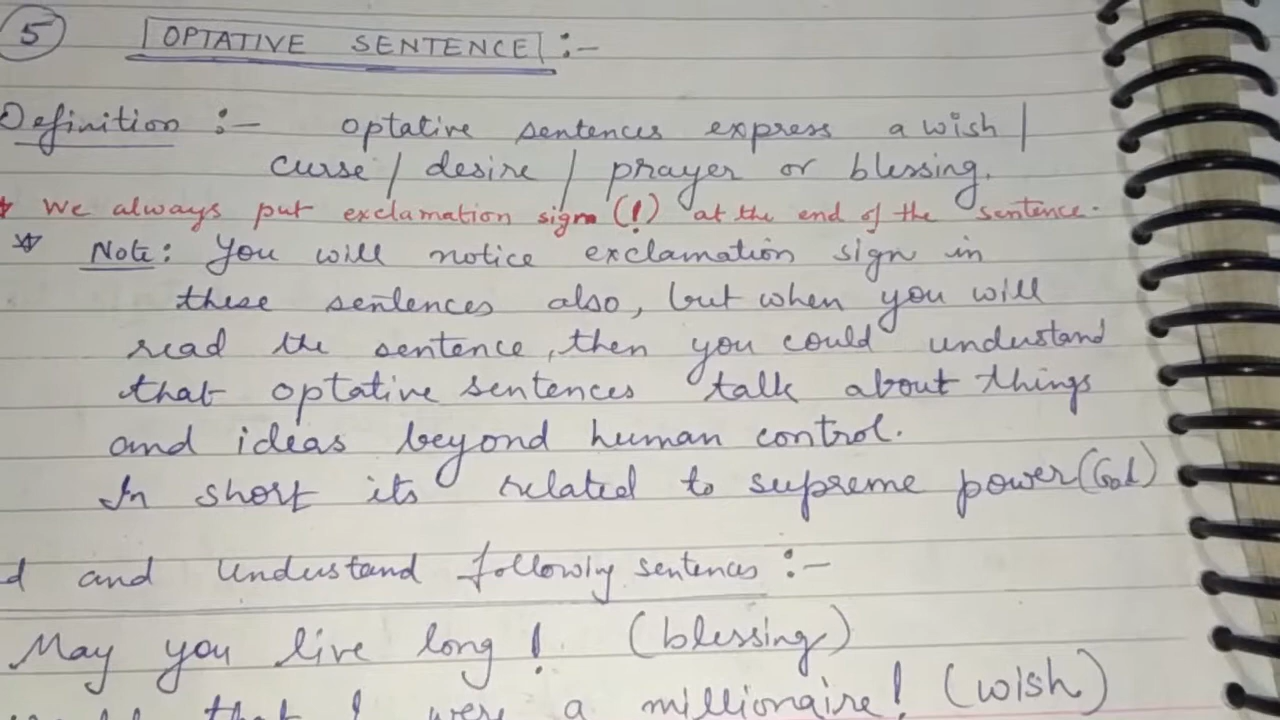 5 OPTATIVE SENTENCE :-
Definition :- optative sentences express a wish /
curse / desire / prayer or blessing.
We always put exclamation sign (!) at the end of the sentence.
Note: You will notice exclamation sign in
these sentences also, but when you will
read the sentence, then you could understand
that optative sentences talk about things
and ideas beyond human control.
In short its related to supreme power (God)
d and Understand following sentences :-
May you live long ! (blessing)
that I were a millionaire! (wish)